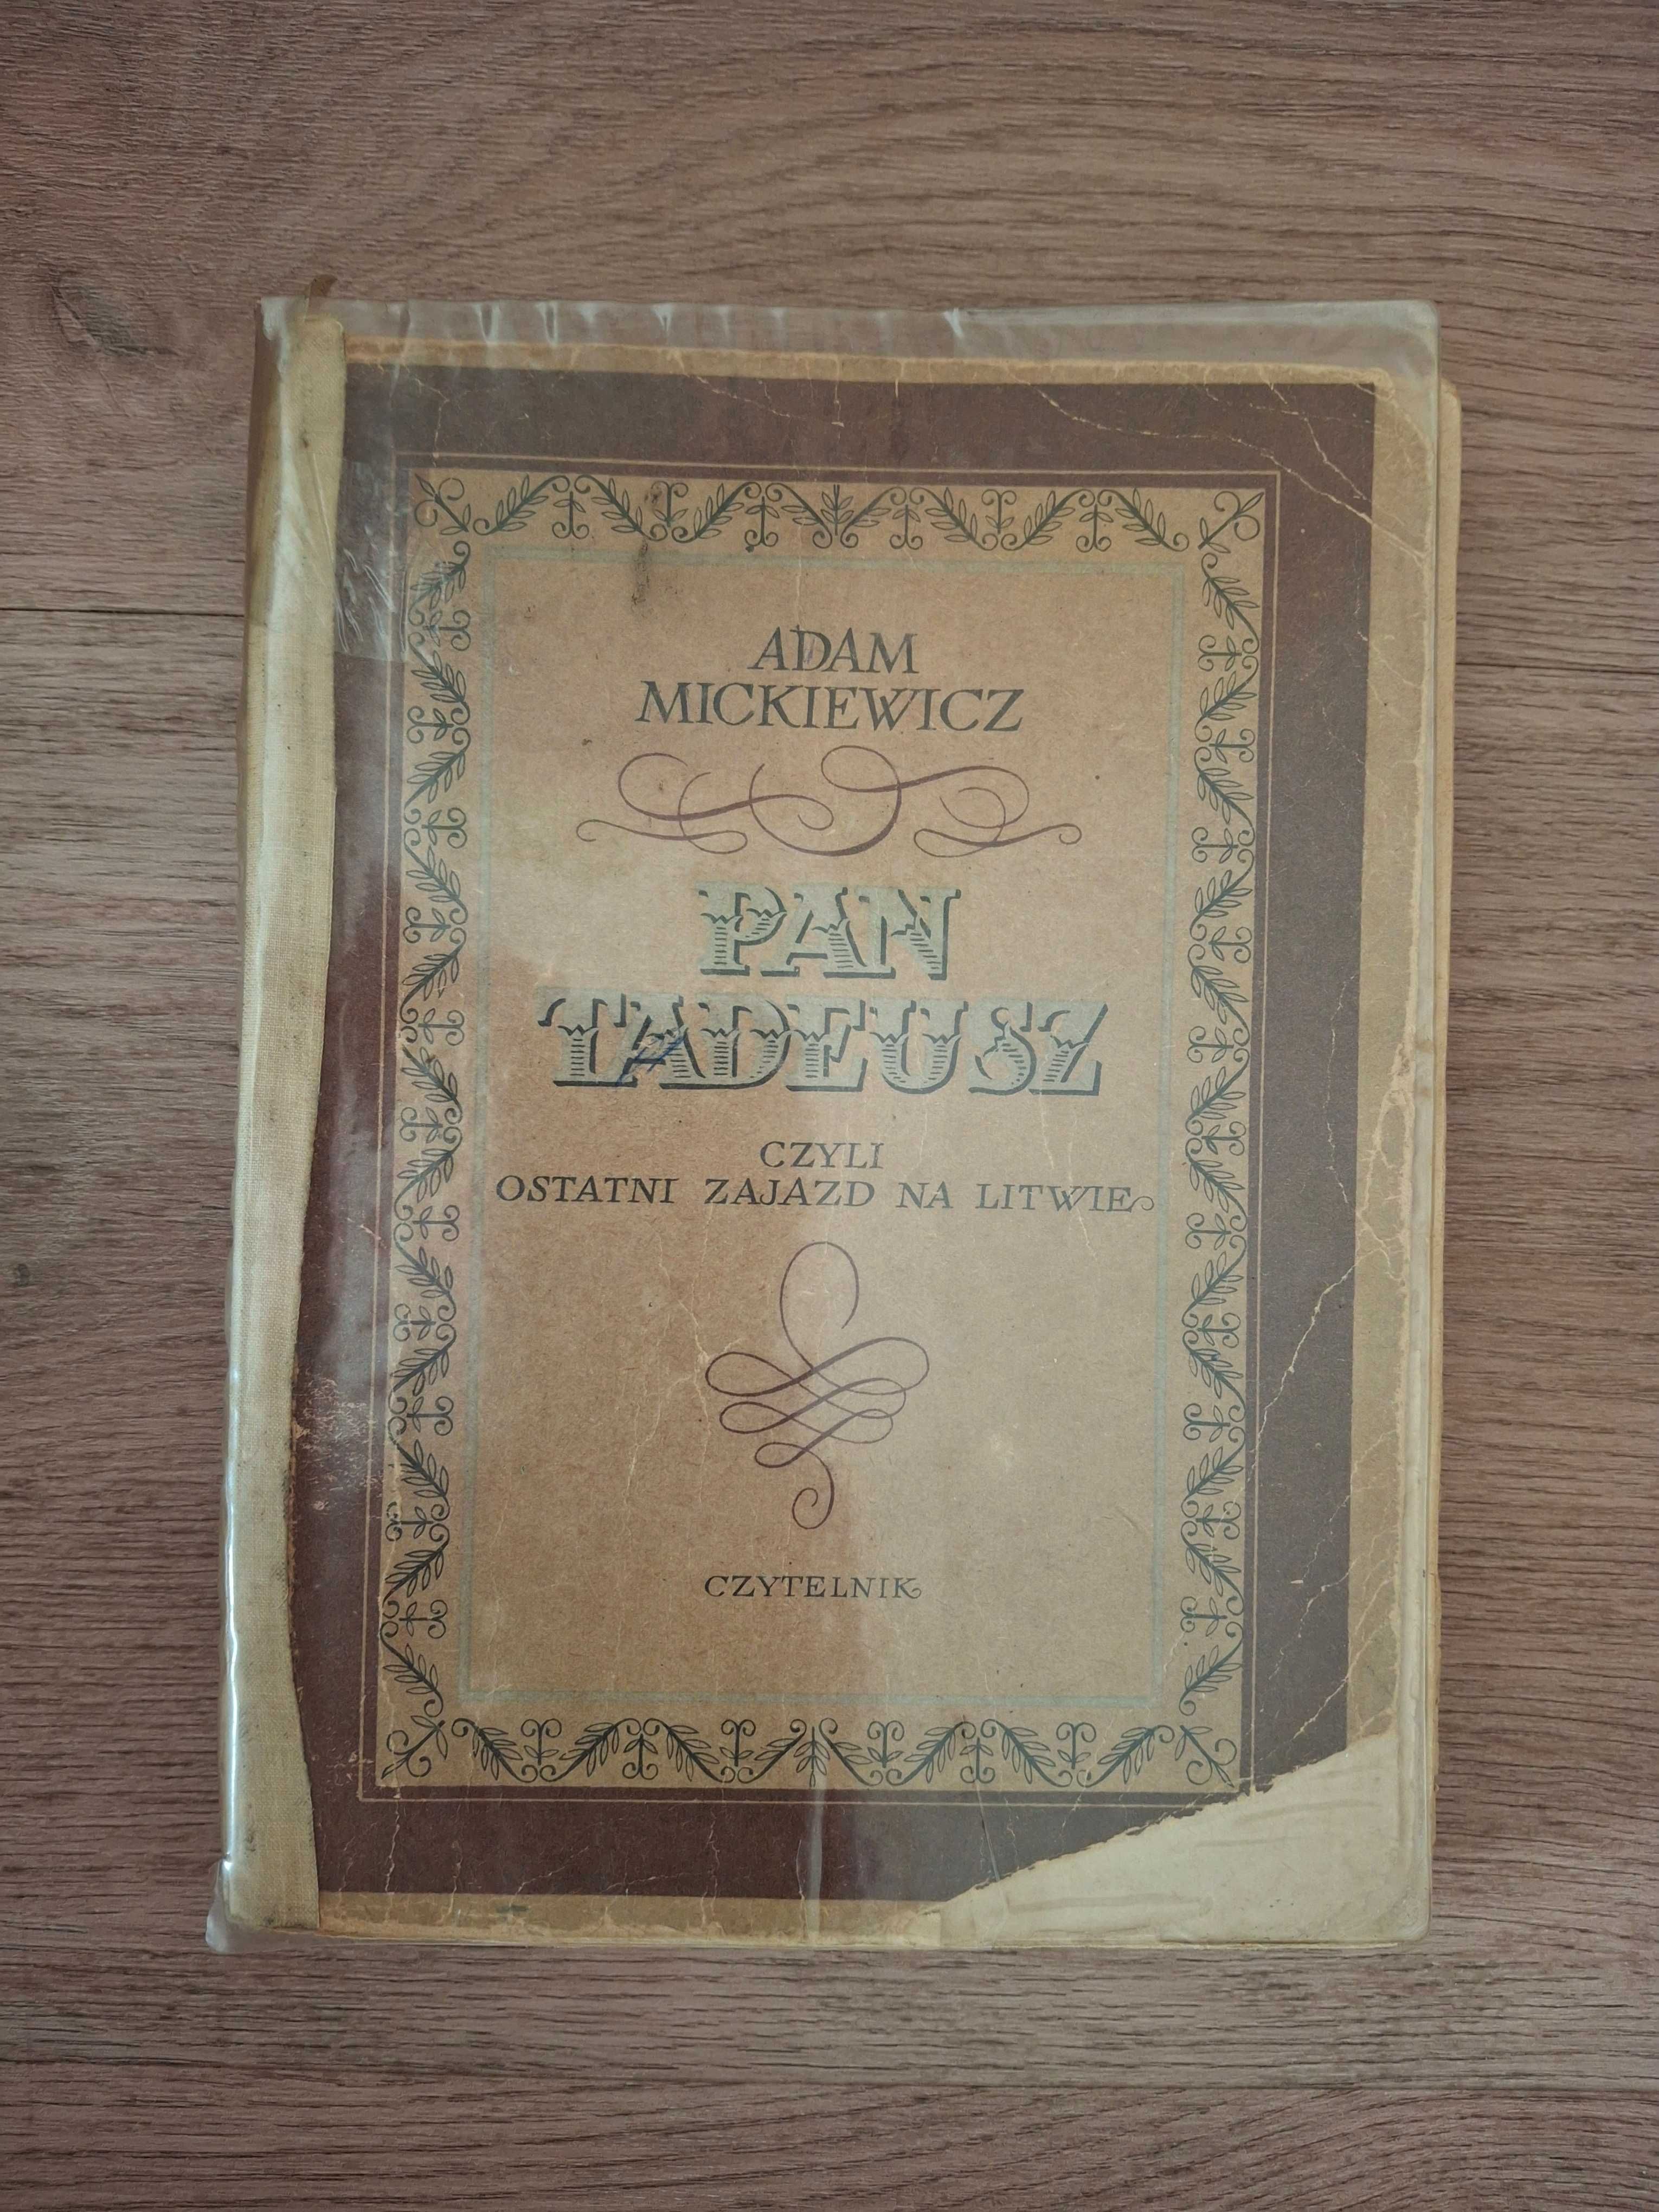 ADAM
MICKIEWICZ
PAN
TADEUSZ
CZYLI
OSTATNI ZAJAZD NA LITWIE
CZYTELNIK